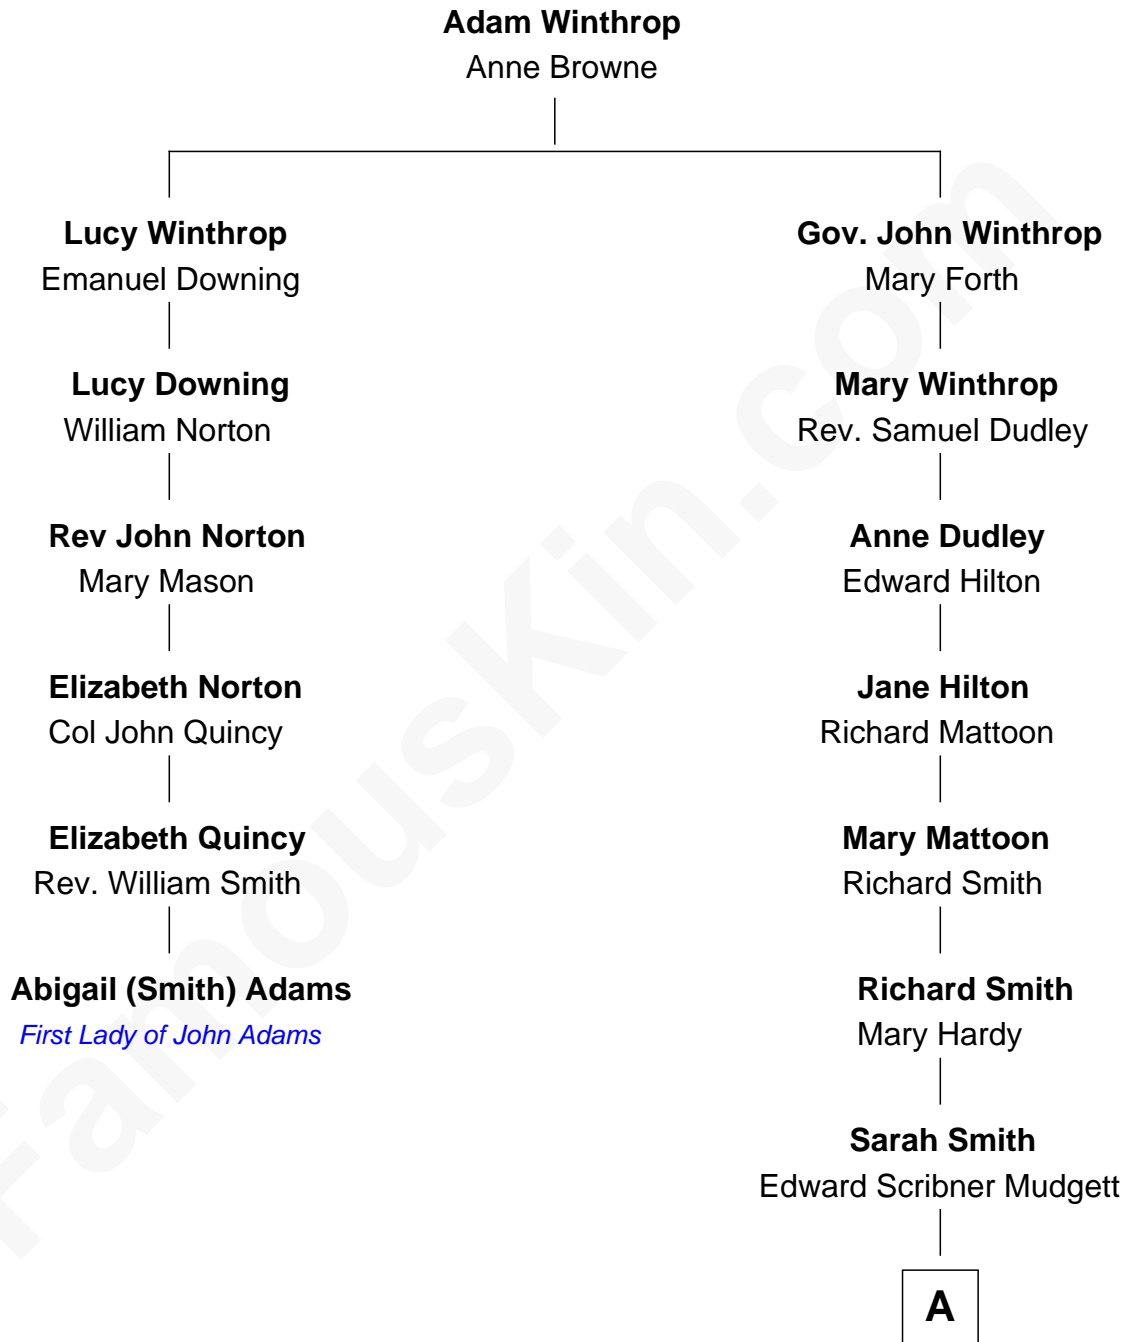 Adam Winthrop
Anne Browne
Lucy Winthrop
Emanuel Downing
Gov. John Winthrop
Mary Forth
Lucy Downing
William Norton
Mary Winthrop
Rev. Samuel Dudley
Rev John Norton
Mary Mason
Anne Dudley
Edward Hilton
Elizabeth Norton
Col John Quincy
Jane Hilton
Richard Mattoon
Elizabeth Quincy
Rev. William Smith
Mary Mattoon
Richard Smith
Abigail (Smith) Adams
First Lady of John Adams
Richard Smith
Mary Hardy
Sarah Smith
Edward Scribner Mudgett
A
FamousKin.com